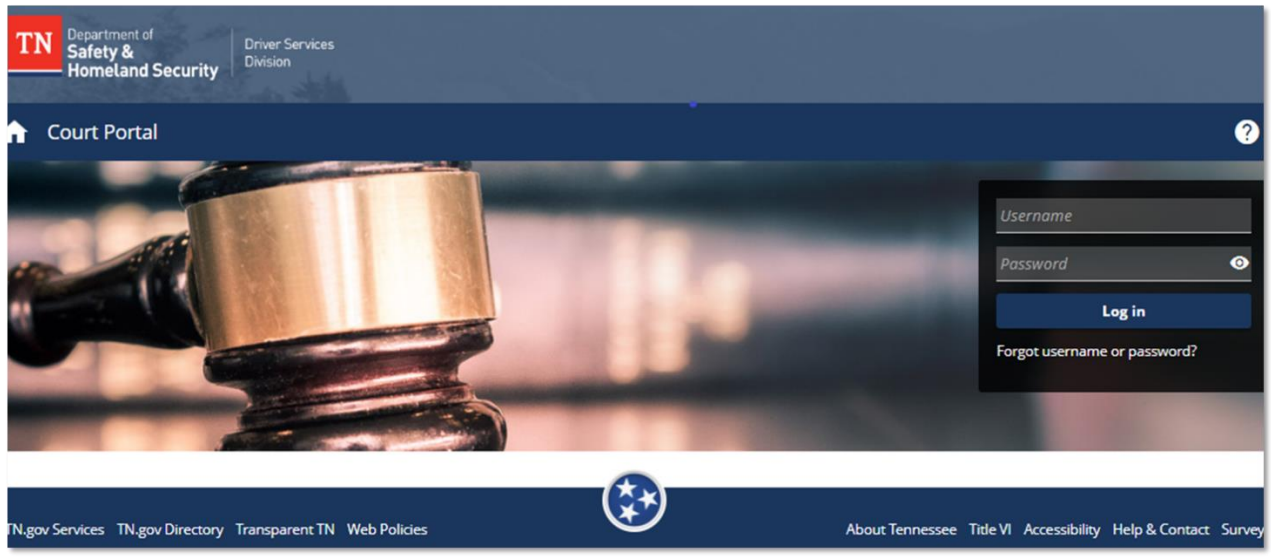 TN
Department of
Safety &
Homeland Security
Driver Services
Division
Court Portal
?
Username
Password
Log in
Forgot username or password?
TN.gov Services TN.gov Directory Transparent TN Web Policies
About Tennessee Title VI Accessibility Help & Contact Survey